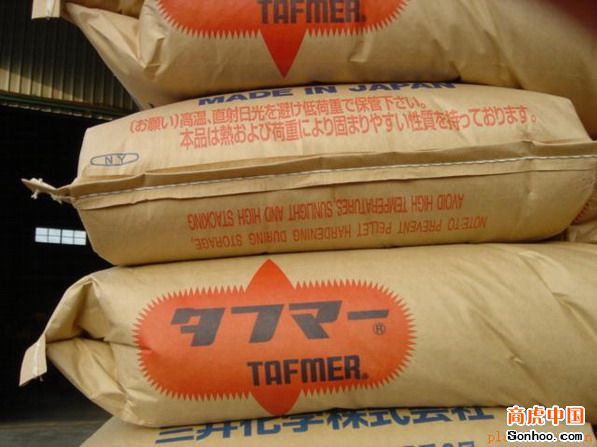 TAFMER®
MADE IN JAPAN
(お願い)高温、直射日光を避け低荷重で保管下さい。
本品は熱および荷重により固まりやすい性質を持っております。
N.Y
NOTE:TO PREVENT PELLET HARDENING DURING STORAGE,
AVOID HIGH TEMPERATURES, SUNLIGHT AND HIGH STACKING
タフマー®
TAFMER®
三井化学株式会社
商虎中国
Sonhoo.com